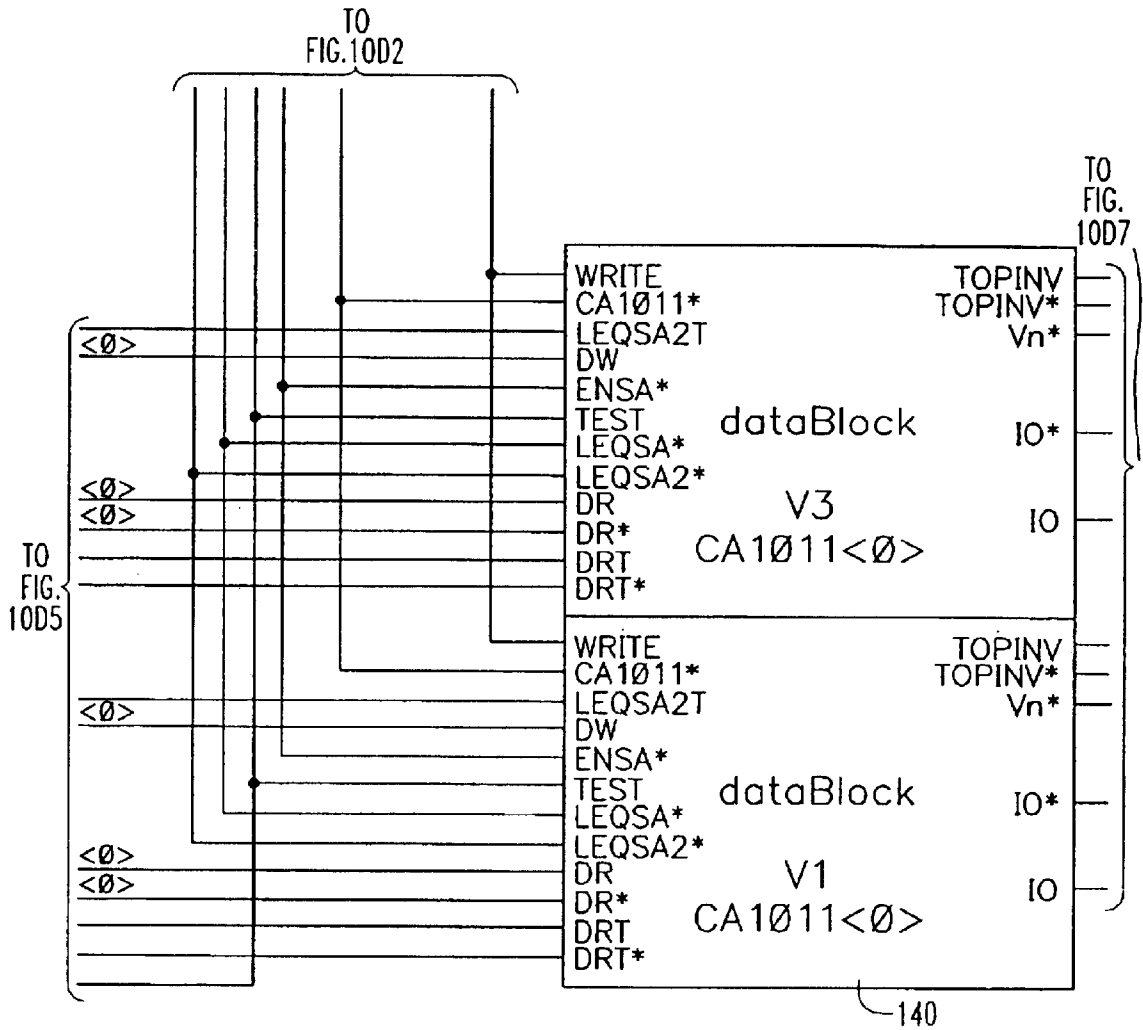 TO
FIG.10D2
TO
FIG.
10D7
WRITE
CA1Ø11*
LEQSA2T
<Ø>
DW
ENSA*
TEST
LEQSA*
LEQSA2*
<Ø>
DR
<Ø>
DR*
DRT
DRT*
dataBlock
V3
CA1Ø11<Ø>
TOPINV
TOPINV*
Vn*
IO*
IO
TO
FIG.
10D5
WRITE
CA1Ø11*
LEQSA2T
<Ø>
DW
ENSA*
TEST
LEQSA*
LEQSA2*
<Ø>
DR
<Ø>
DR*
DRT
DRT*
dataBlock
V1
CA1Ø11<Ø>
TOPINV
TOPINV*
Vn*
IO*
IO
140